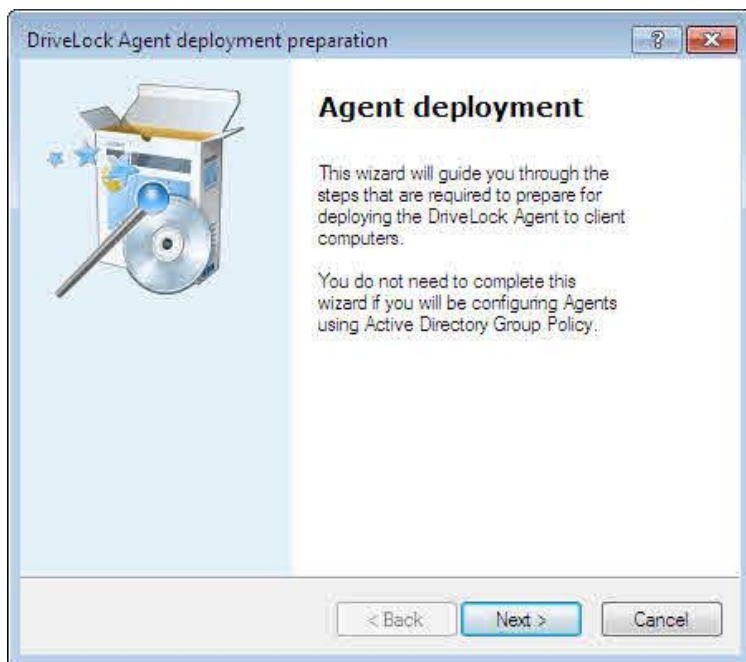 DriveLock Agent deployment preparation
?
Agent deployment
This wizard will guide you through the
steps that are required to prepare for
deploying the DriveLock Agent to client
computers.
You do not need to complete this
wizard if you will be configuring Agents
using Active Directory Group Policy.
< Back Next > Cancel